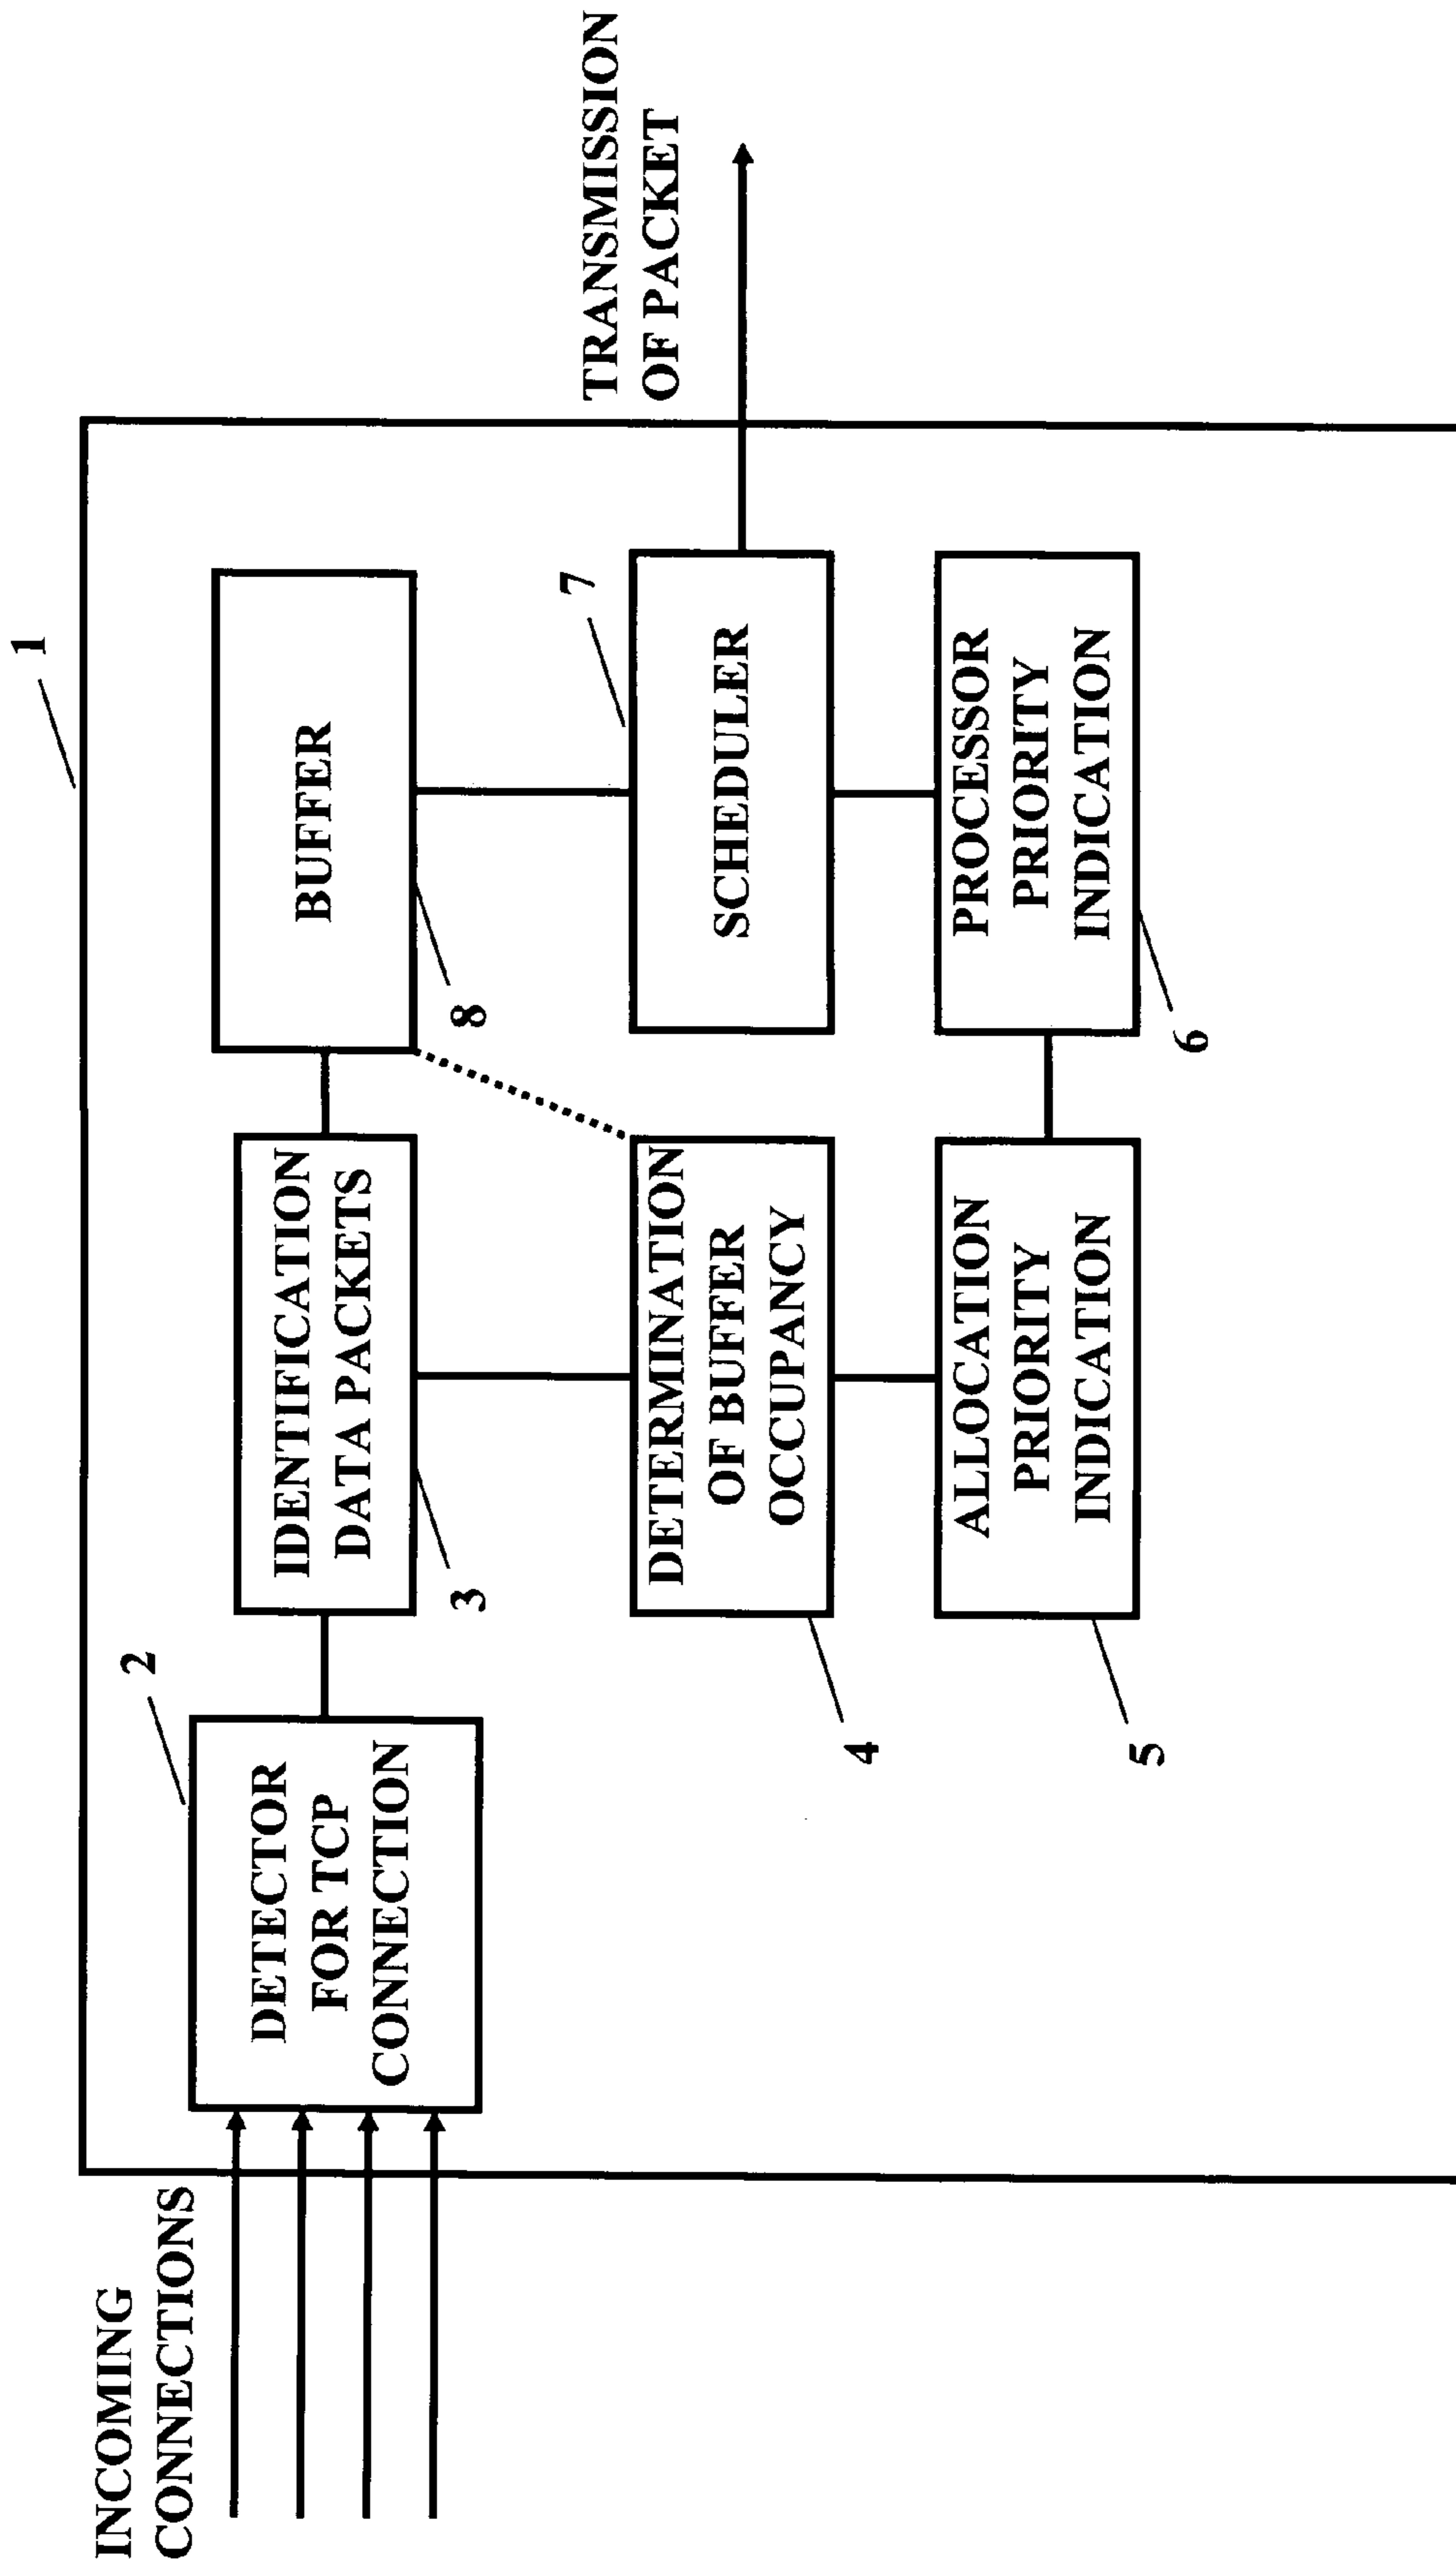 INCOMING
CONNECTIONS
1
2
DETECTOR
FOR TCP
CONNECTION
IDENTIFICATION
DATA PACKETS
3
BUFFER
8
DETERMINATION
OF BUFFER
OCCUPANCY
4
7
SCHEDULER
TRANSMISSION
OF PACKET
ALLOCATION
PRIORITY
INDICATION
5
PROCESSOR
PRIORITY
INDICATION
6